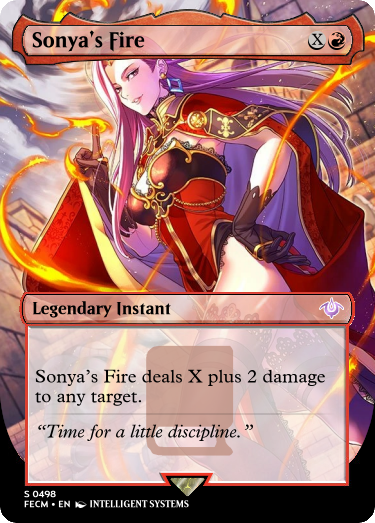 Sonya's Fire X
Legendary Instant
Sonya's Fire deals X plus 2 damage
to any target.
“Time for a little discipline.”
S 0498
FECM • EN INTELLIGENT SYSTEMS